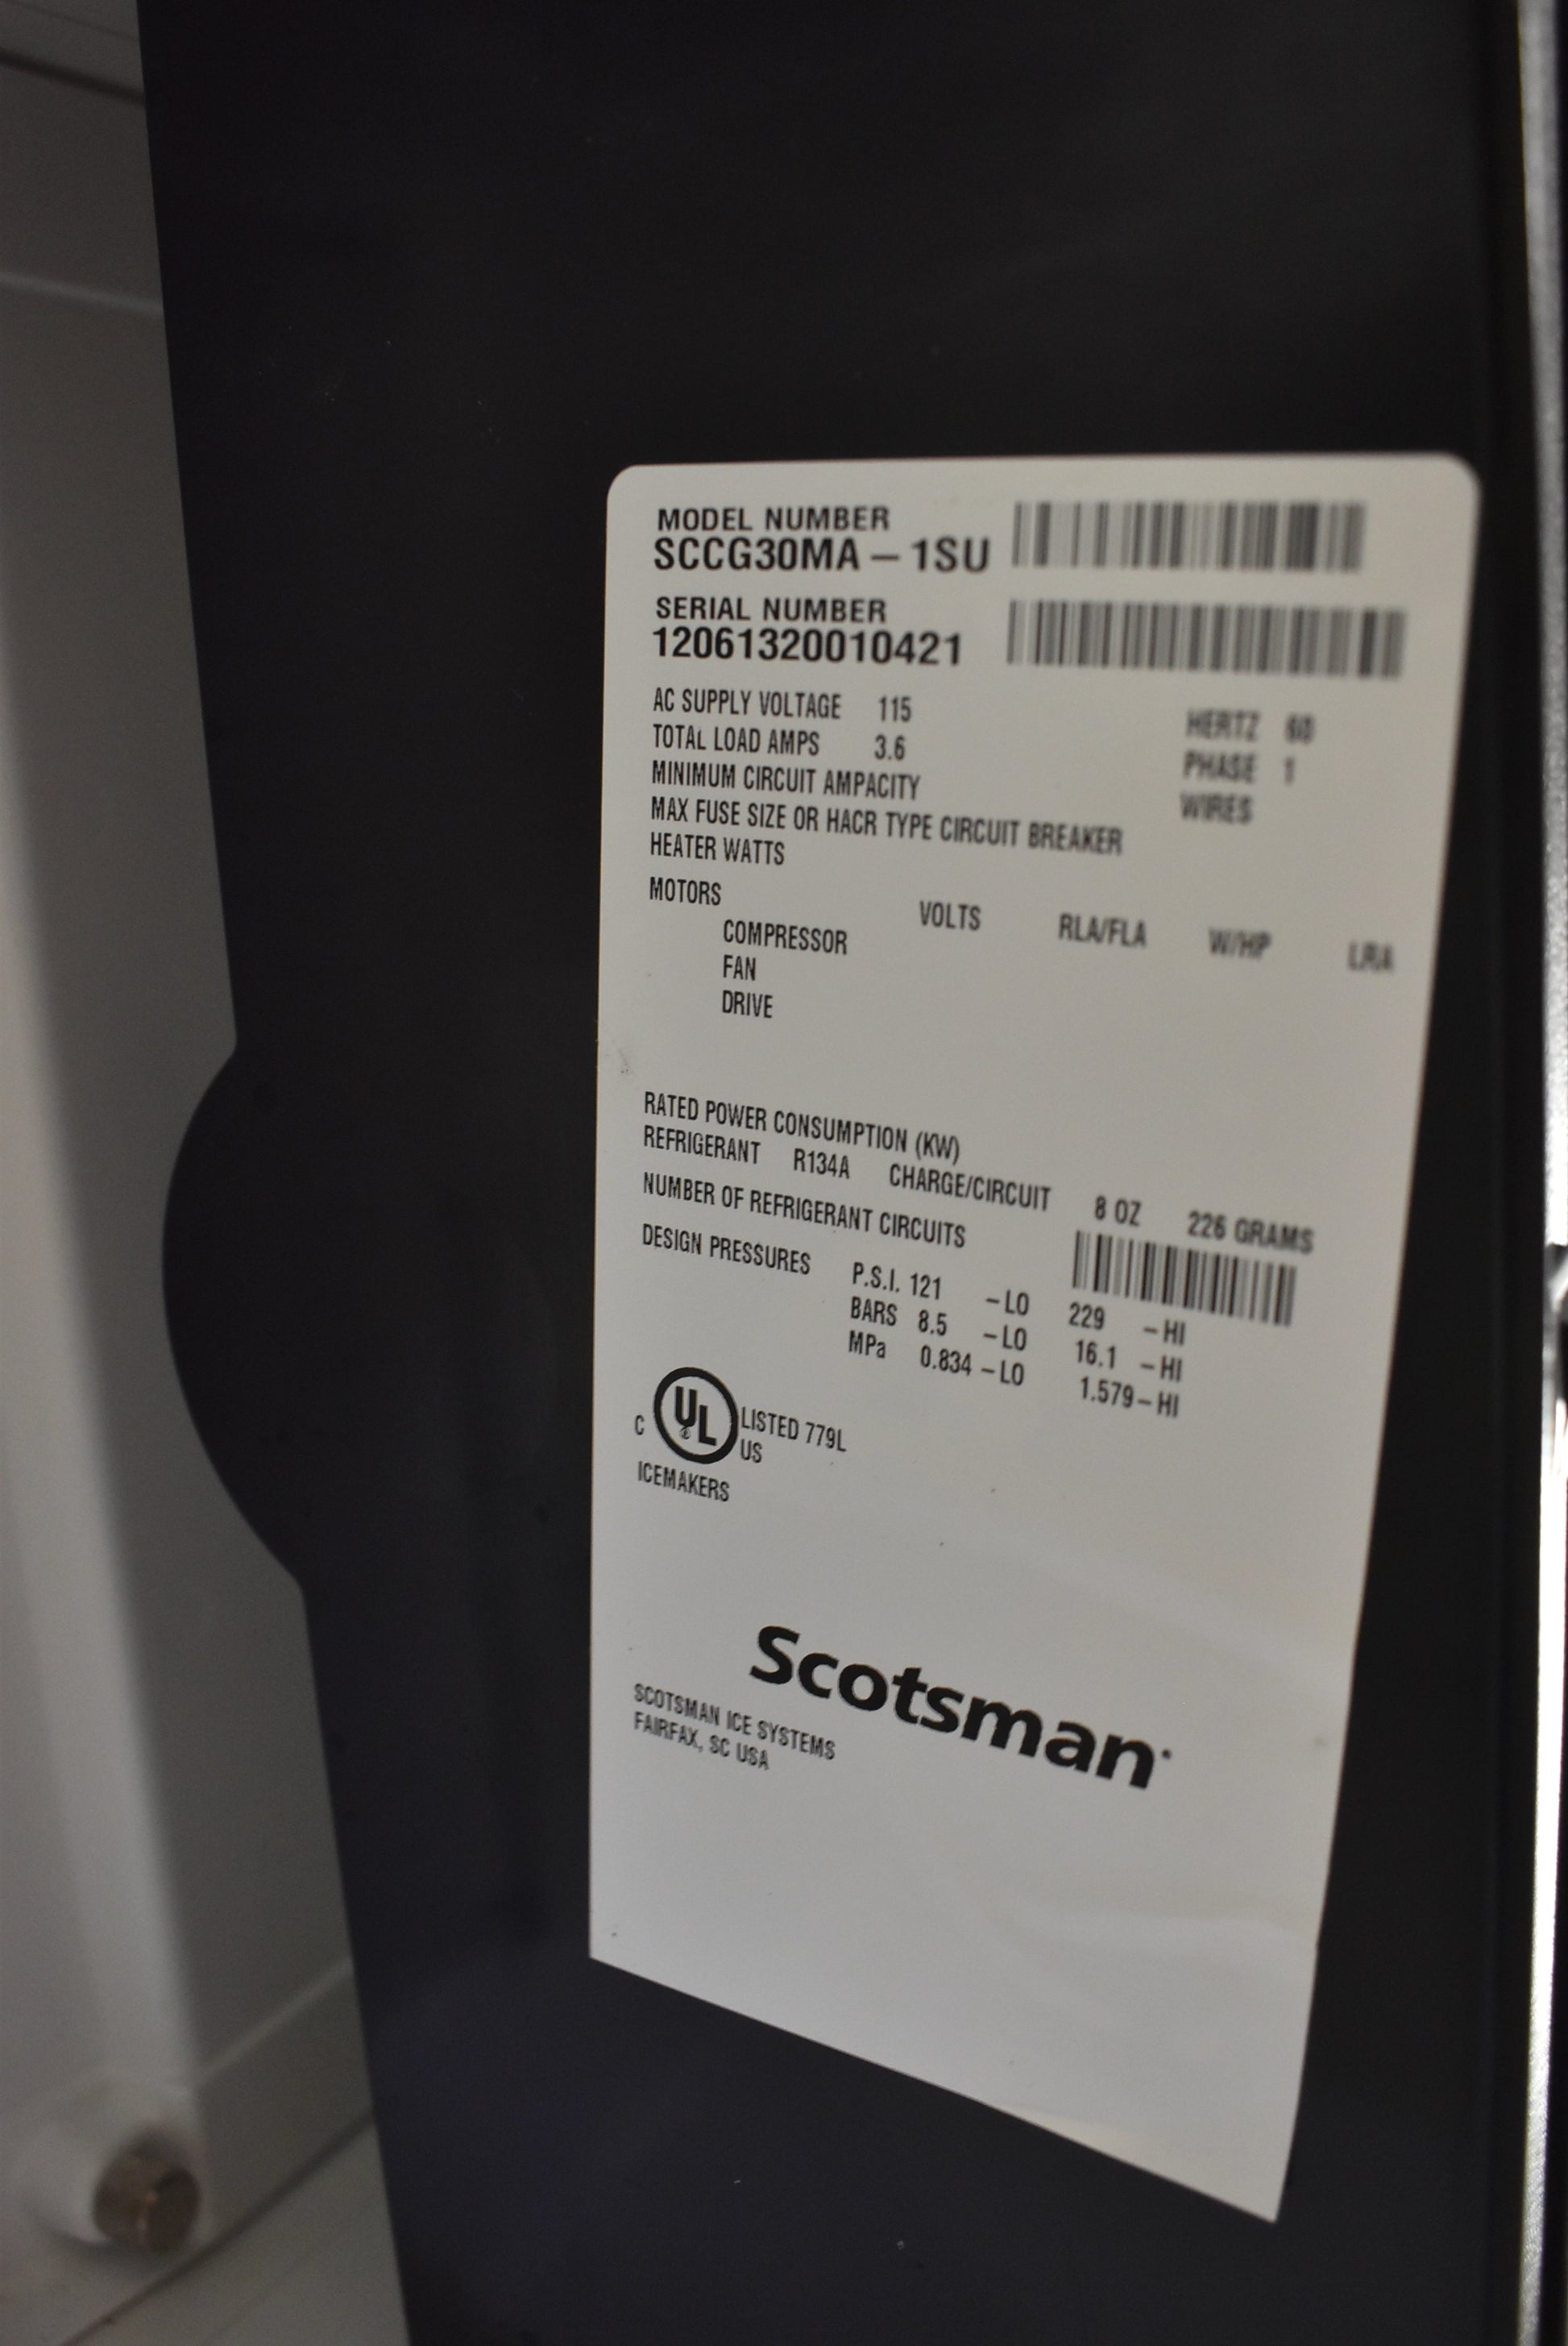 MODEL NUMBER
SCCG30MA – 1SU
SERIAL NUMBER
12061320010421
AC SUPPLY VOLTAGE 115 HERTZ 60
TOTAL LOAD AMPS 3.6 PHASE 1
MINIMUM CIRCUIT AMPACITY WIRES
MAX FUSE SIZE OR HACR TYPE CIRCUIT BREAKER
HEATER WATTS
MOTORS VOLTS RLA/FLA W/HP LRA
COMPRESSOR
FAN
DRIVE
RATED POWER CONSUMPTION (KW)
REFRIGERANT R134A CHARGE/CIRCUIT 8 OZ 226 GRAMS
NUMBER OF REFRIGERANT CIRCUITS
DESIGN PRESSURES P.S.I. 121 – LO 229 – HI
BARS 8.5 – LO 16.1 – HI
MPa 0.834 – LO 1.579 – HI
C UL ® LISTED 779L
US
ICEMAKERS
Scotsman
SCOTSMAN ICE SYSTEMS
FAIRFAX, SC USA